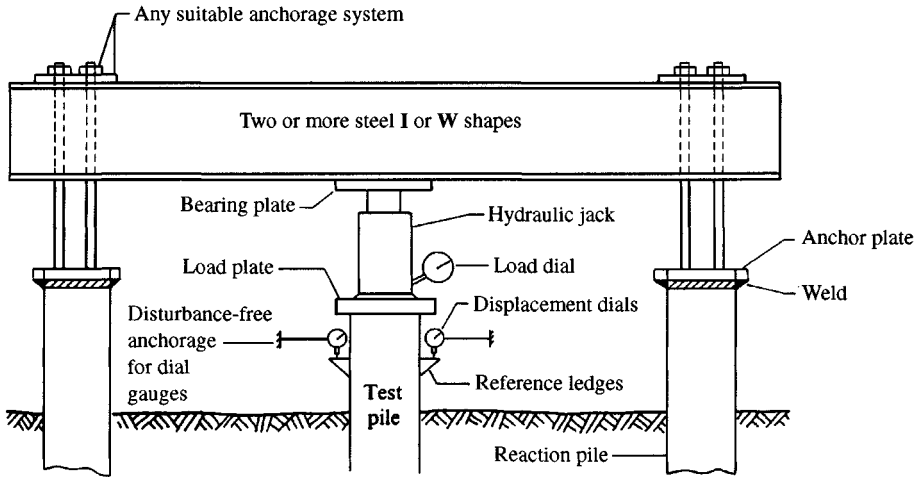 Any suitable anchorage system
Two or more steel I or W shapes
Bearing plate
Hydraulic jack
Anchor plate
Load plate
Load dial
Weld
Disturbance-free
anchorage
for dial
gauges
Displacement dials
Reference ledges
Test
pile
Reaction pile